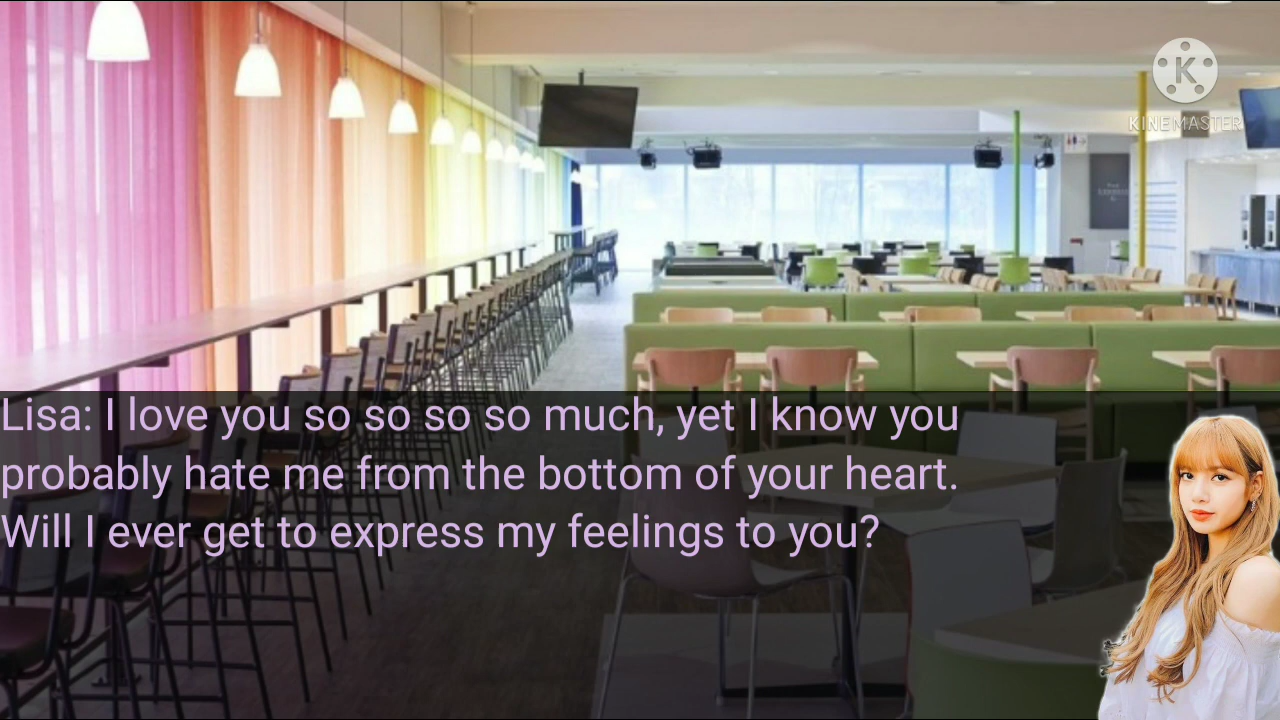 K
KINEMASTER
Lisa: I love you so so so so much, yet I know you
probably hate me from the bottom of your heart.
Will I ever get to express my feelings to you?